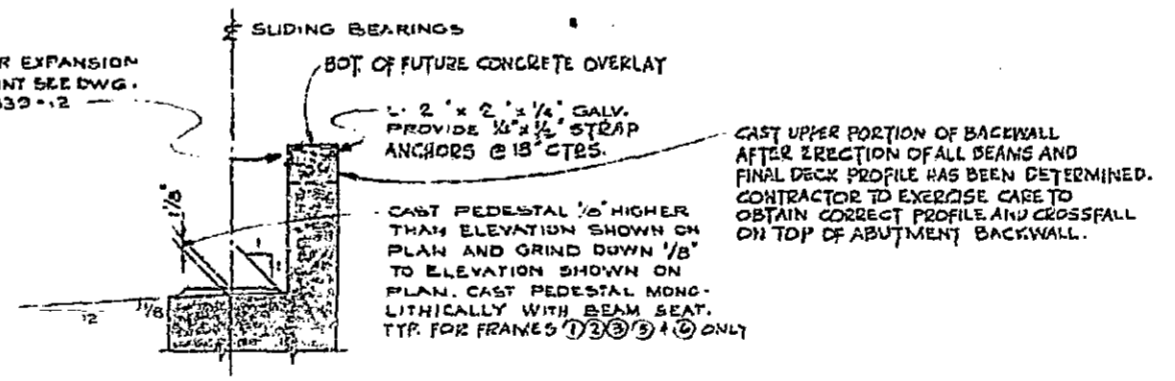 ℄ SLIDING BEARINGS
R EXPANSION
NT SEE DWG.
BOT. OF FUTURE CONCRETE OVERLAY
L· 2" x 2" x 1/4" GALV.
PROVIDE STRAP
ANCHORS @ 18" CTRS.
CAST UPPER PORTION OF BACKWALL
AFTER ERECTION OF ALL BEAMS AND
FINAL DECK PROFILE HAS BEEN DETERMINED.
CONTRACTOR TO EXERCISE CARE TO
OBTAIN CORRECT PROFILE AND CROSSFALL
ON TOP OF ABUTMENT BACKWALL.
1/8"
CAST PEDESTAL 1/8" HIGHER
THAN ELEVATION SHOWN ON
PLAN AND GRIND DOWN 1/8"
TO ELEVATION SHOWN ON
PLAN. CAST PEDESTAL MONO-
LITHICALLY WITH BEAM SEAT.
TYP. FOR FRAMES ① ② ③ ⑤ & ⑥ ONLY
1
1
12
1 1/8